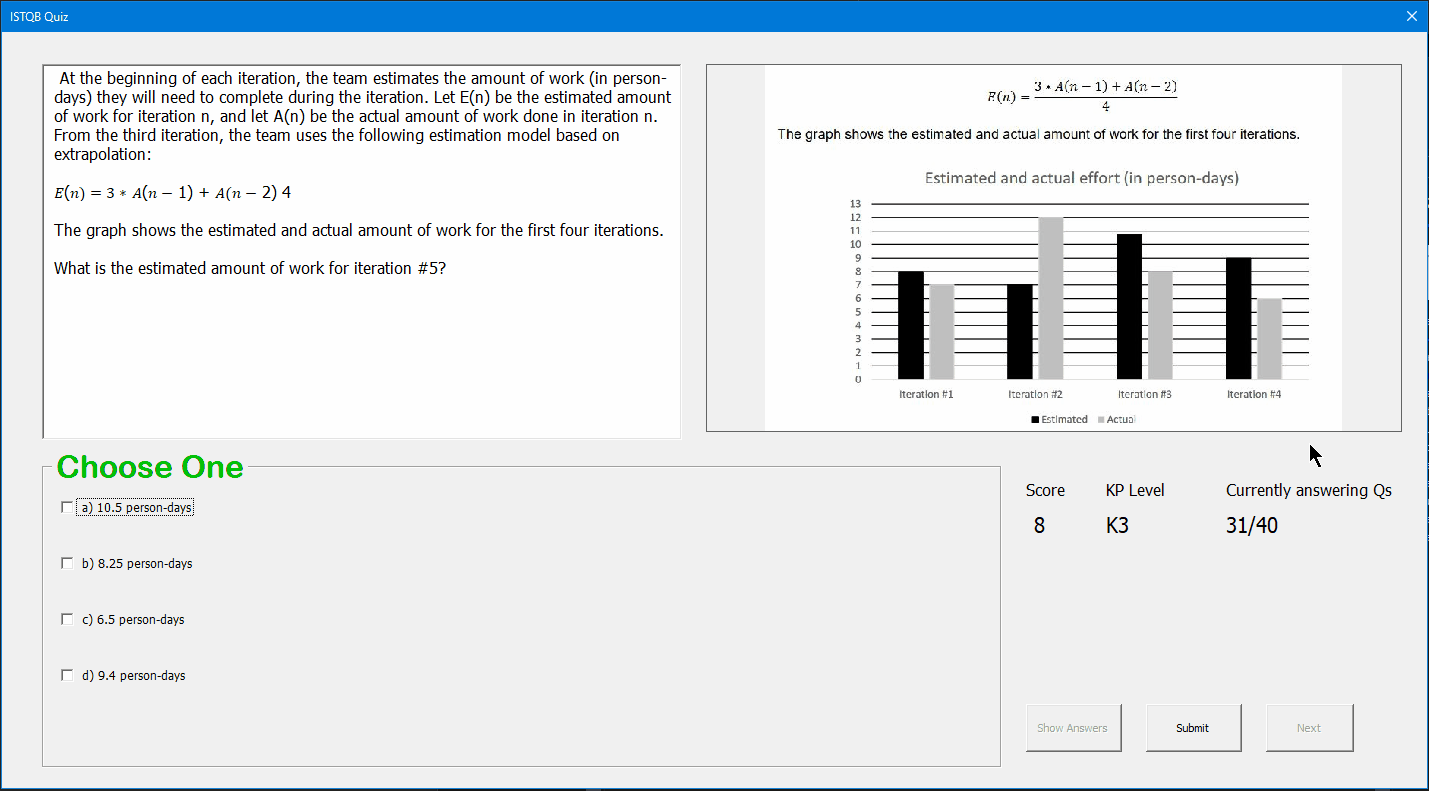 ISTQB Quiz
At the beginning of each iteration, the team estimates the amount of work (in person-
days) they will need to complete during the iteration. Let E(n) be the estimated amount
of work for iteration n, and let A(n) be the actual amount of work done in iteration n.
From the third iteration, the team uses the following estimation model based on
extrapolation:
𝐸(𝑛) = 3 ∗ 𝐴(𝑛 − 1) + 𝐴(𝑛 − 2) 4
The graph shows the estimated and actual amount of work for the first four iterations.
What is the estimated amount of work for iteration #5?
3 ∗ A(n − 1) + A(n − 2)
E(n) =
4
The graph shows the estimated and actual amount of work for the first four iterations.
Estimated and actual effort (in person-days)
13
12
11
10
9
8
7
6
5
4
3
2
1
0
Iteration #1 Iteration #2 Iteration #3 Iteration #4
Estimated Actual
Choose One
a) 10.5 person-days
b) 8.25 person-days
c) 6.5 person-days
d) 9.4 person-days
Score KP Level Currently answering Qs
8 K3 31/40
Show Answers Submit Next